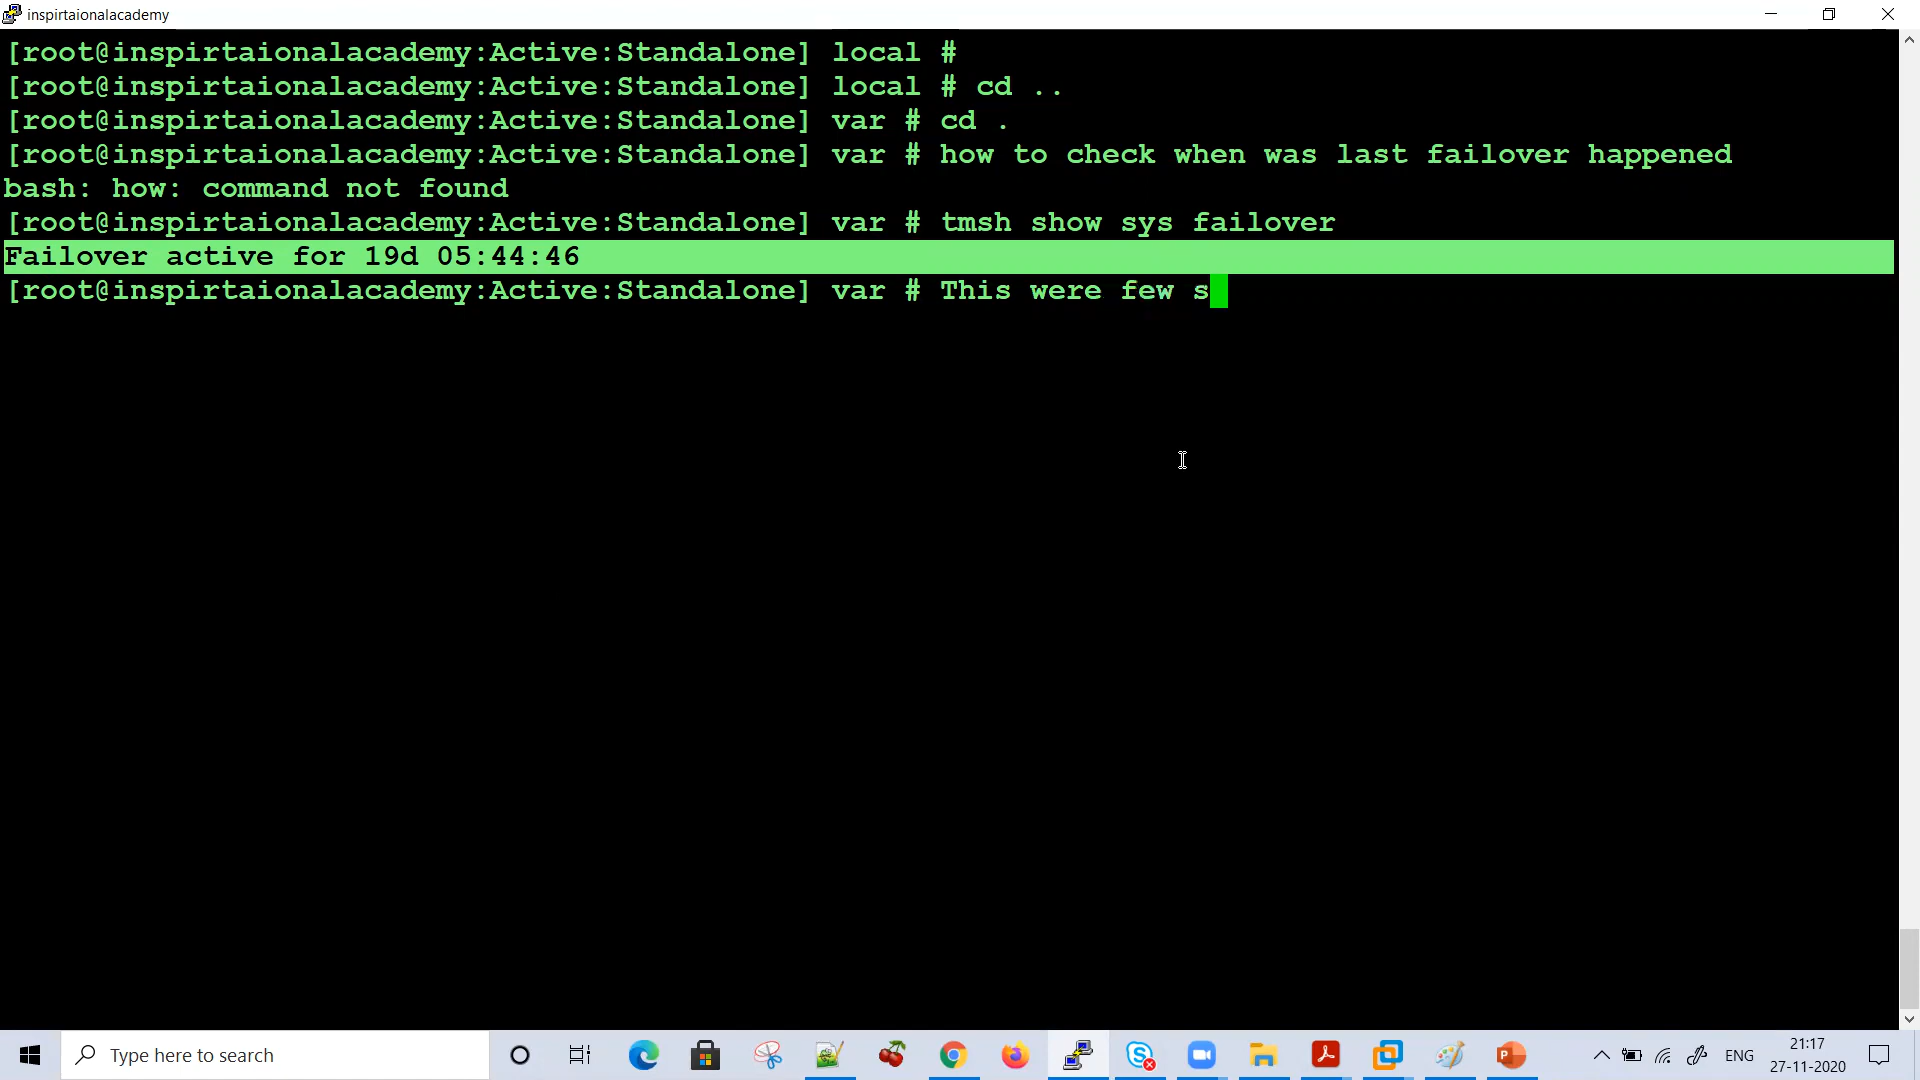 inspirtaionalacademy
[root@inspirtaionalacademy:Active:Standalone] local #
[root@inspirtaionalacademy:Active:Standalone] local # cd ..
[root@inspirtaionalacademy:Active:Standalone] var # cd .
[root@inspirtaionalacademy:Active:Standalone] var # how to check when was last failover happened
bash: how: command not found
[root@inspirtaionalacademy:Active:Standalone] var # tmsh show sys failover
Failover active for 19d 05:44:46
[root@inspirtaionalacademy:Active:Standalone] var # This were few s
Type here to search
ENG
21:17
27-11-2020